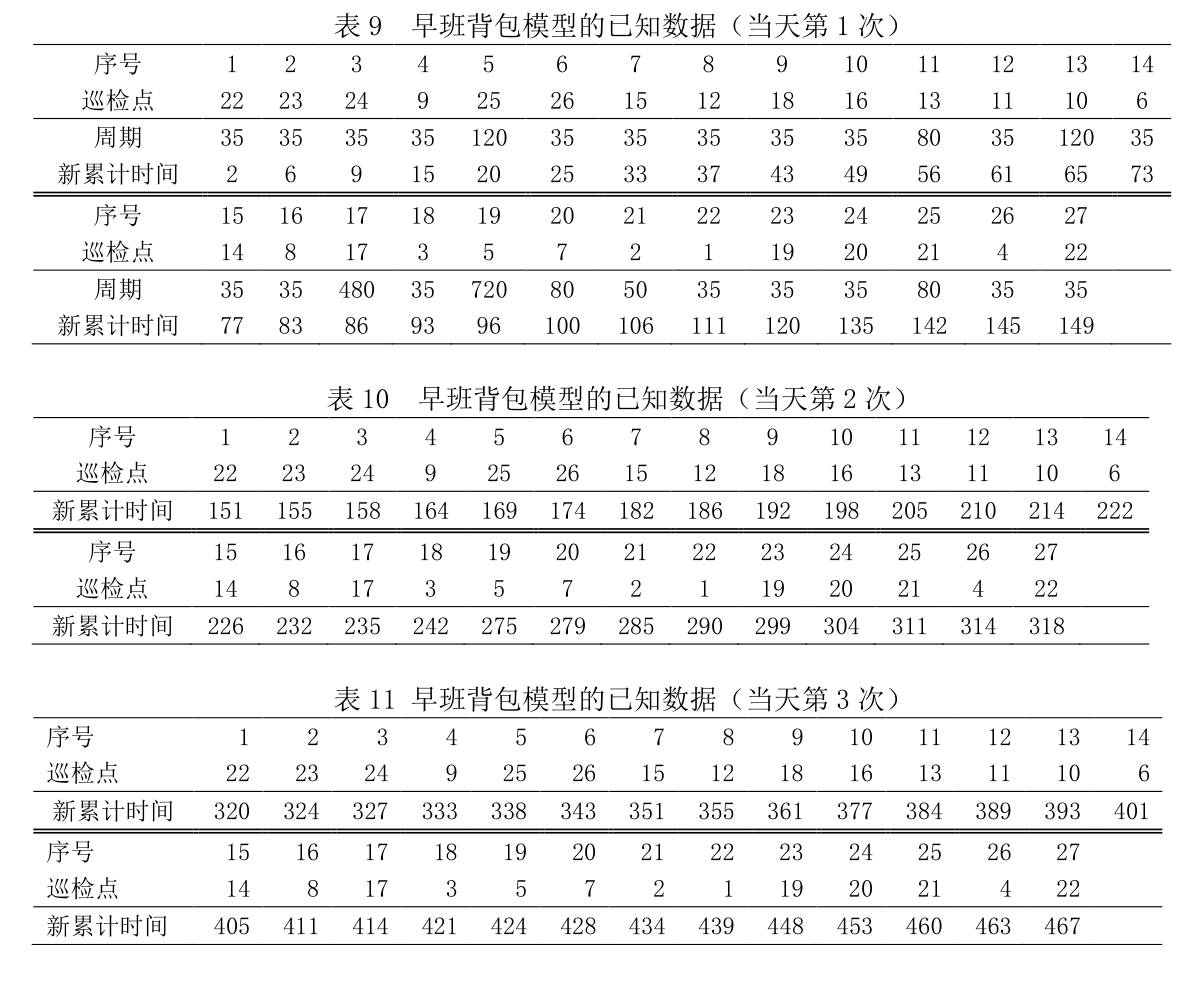 表 9 早班背包模型的已知数据（当天第 1 次）
序号 1 2 3 4 5 6 7 8 9 10 11 12 13 14
巡检点 22 23 24 9 25 26 15 12 18 16 13 11 10 6
周期 35 35 35 35 120 35 35 35 35 35 80 35 120 35
新累计时间 2 6 9 15 20 25 33 37 43 49 56 61 65 73
序号 15 16 17 18 19 20 21 22 23 24 25 26 27
巡检点 14 8 17 3 5 7 2 1 19 20 21 4 22
周期 35 35 480 35 720 80 50 35 35 35 80 35 35
新累计时间 77 83 86 93 96 100 106 111 120 135 142 145 149
表 10 早班背包模型的已知数据（当天第 2 次）
序号 1 2 3 4 5 6 7 8 9 10 11 12 13 14
巡检点 22 23 24 9 25 26 15 12 18 16 13 11 10 6
新累计时间 151 155 158 164 169 174 182 186 192 198 205 210 214 222
序号 15 16 17 18 19 20 21 22 23 24 25 26 27
巡检点 14 8 17 3 5 7 2 1 19 20 21 4 22
新累计时间 226 232 235 242 275 279 285 290 299 304 311 314 318
表 11 早班背包模型的已知数据（当天第 3 次）
序号 1 2 3 4 5 6 7 8 9 10 11 12 13 14
巡检点 22 23 24 9 25 26 15 12 18 16 13 11 10 6
新累计时间 320 324 327 333 338 343 351 355 361 377 384 389 393 401
序号 15 16 17 18 19 20 21 22 23 24 25 26 27
巡检点 14 8 17 3 5 7 2 1 19 20 21 4 22
新累计时间 405 411 414 421 424 428 434 439 448 453 460 463 467